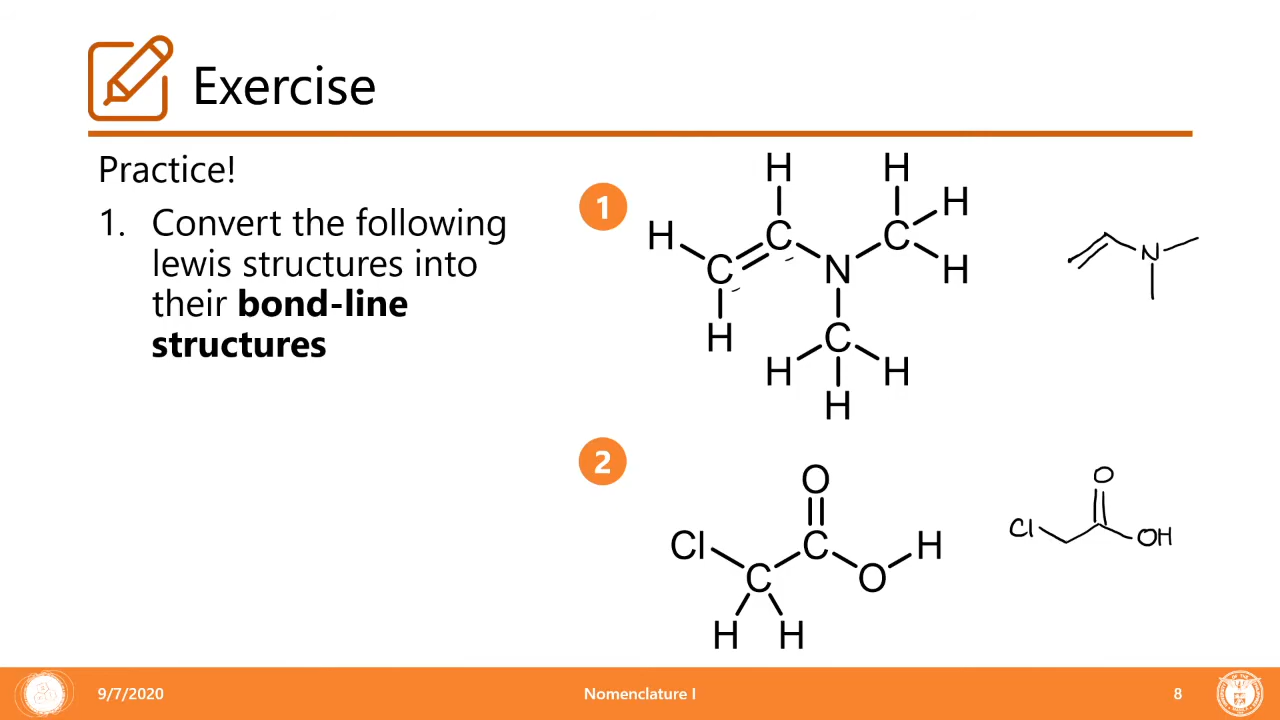 Exercise
Practice!
1. Convert the following
lewis structures into
their bond-line
structures
1
H H
H H
C C C
H
N
H
C
H H
H
N
2
O
Cl C H
C O
H H
O
Cl OH
9/7/2020 Nomenclature I 8